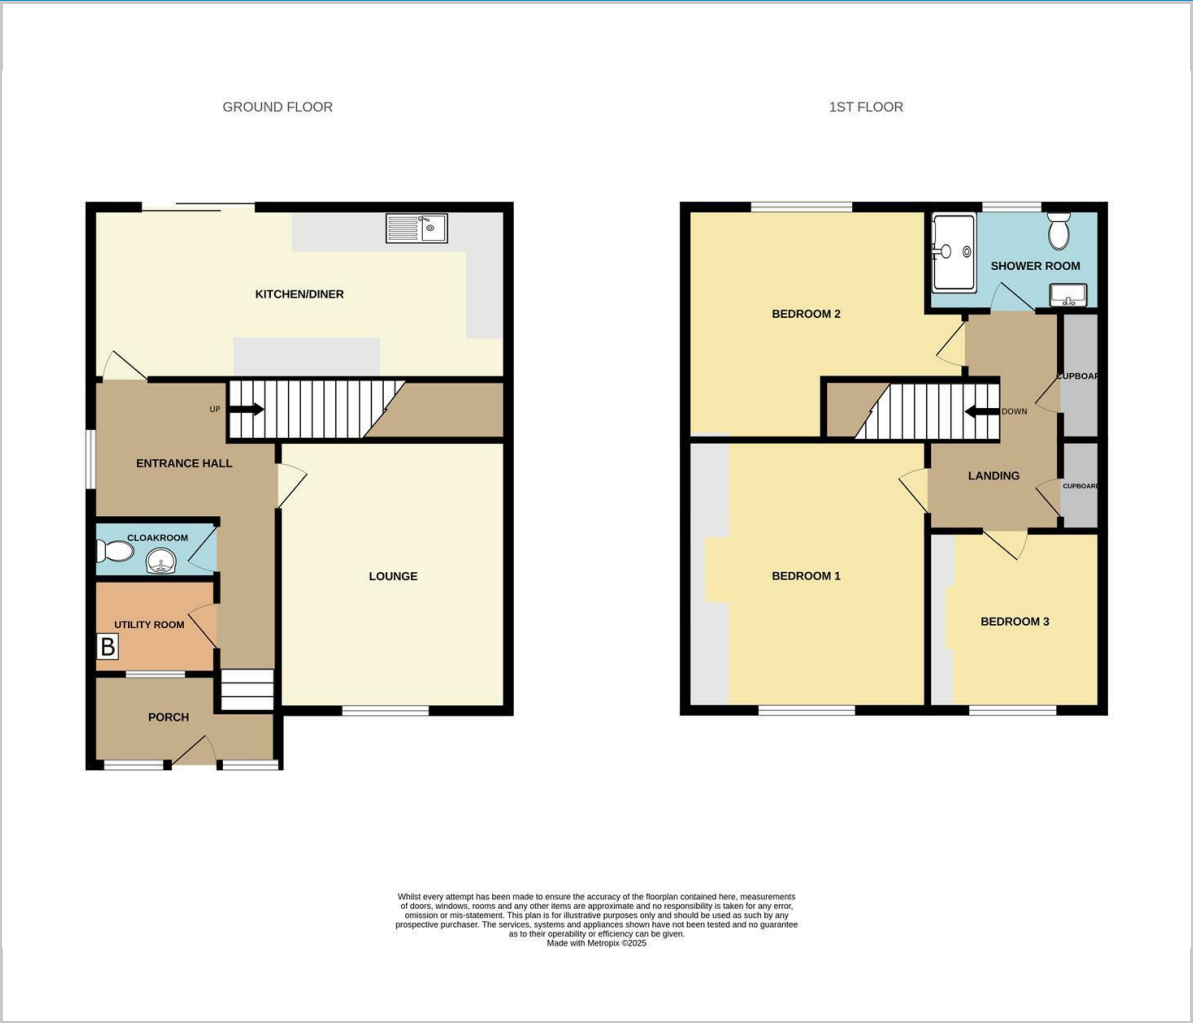 GROUND FLOOR
1ST FLOOR
KITCHEN/DINER
UP
ENTRANCE HALL
CLOAKROOM
LOUNGE
UTILITY ROOM
B
PORCH
SHOWER ROOM
BEDROOM 2
CUPBOAR
DOWN
LANDING
CUPBOARD
BEDROOM 1
BEDROOM 3
Whilst every attempt has been made to ensure the accuracy of the floorplan contained here, measurements
of doors, windows, rooms and any other items are approximate and no responsibility is taken for any error,
omission or mis-statement. This plan is for illustrative purposes only and should be used as such by any
prospective purchaser. The services, systems and appliances shown have not been tested and no guarantee
as to their operability or efficiency can be given.
Made with Metropix ©2025